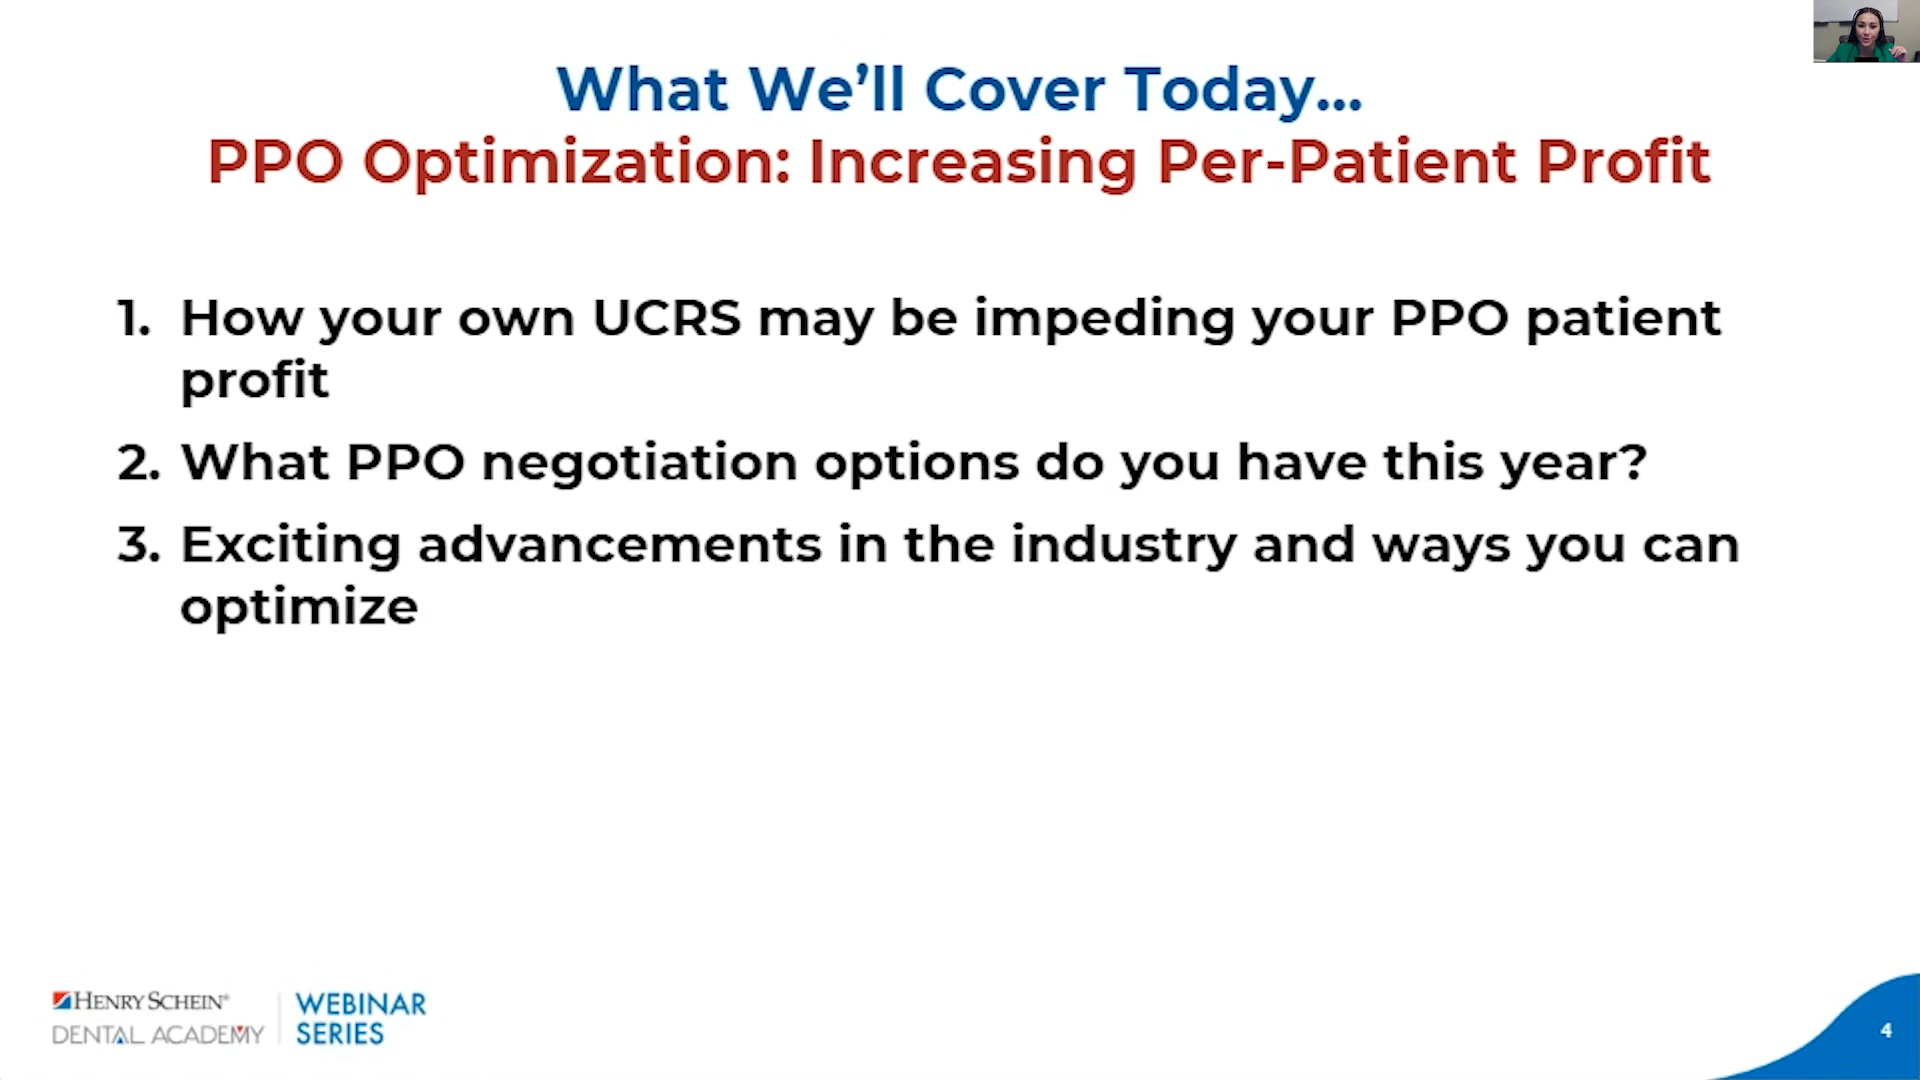 What We’ll Cover Today...
PPO Optimization: Increasing Per-Patient Profit
1. How your own UCRS may be impeding your PPO patient
profit
2. What PPO negotiation options do you have this year?
3. Exciting advancements in the industry and ways you can
optimize
HENRY SCHEIN®
DENTAL ACADEMY
WEBINAR
SERIES
4